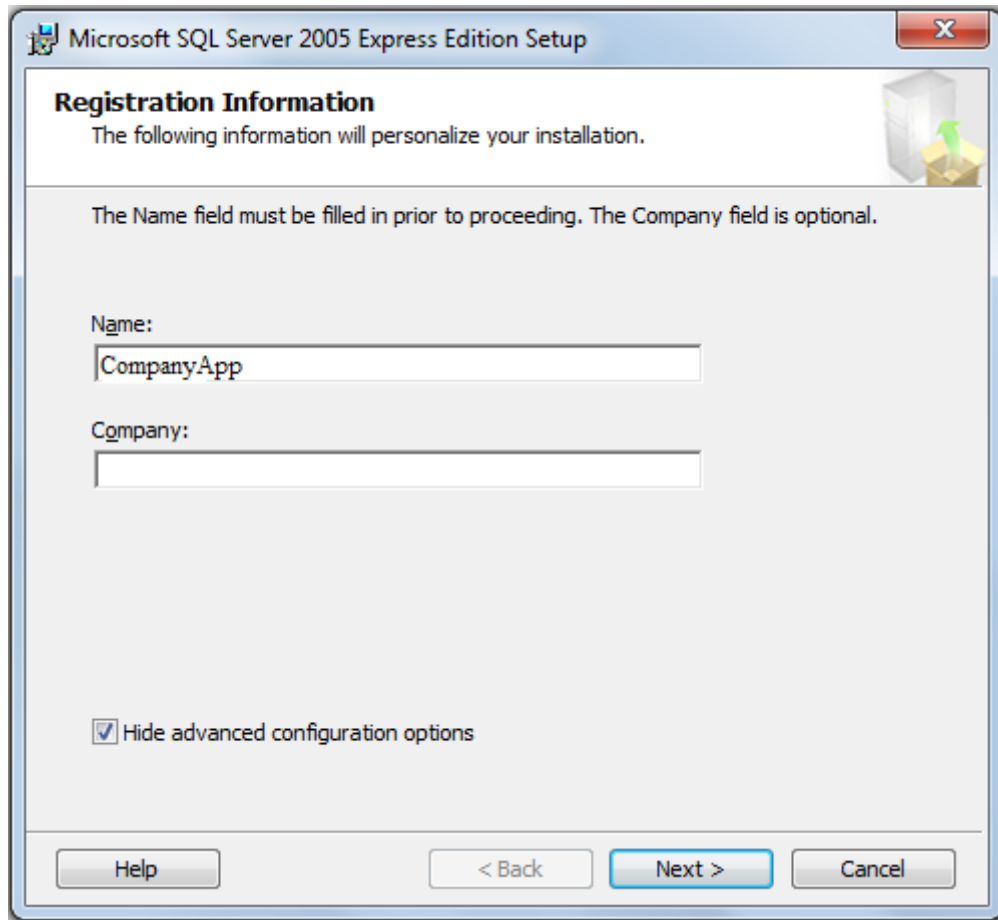 Microsoft SQL Server 2005 Express Edition Setup
Registration Information
The following information will personalize your installation.
The Name field must be filled in prior to proceeding. The Company field is optional.
Name:
CompanyApp
Company:
Hide advanced configuration options
Help < Back Next > Cancel